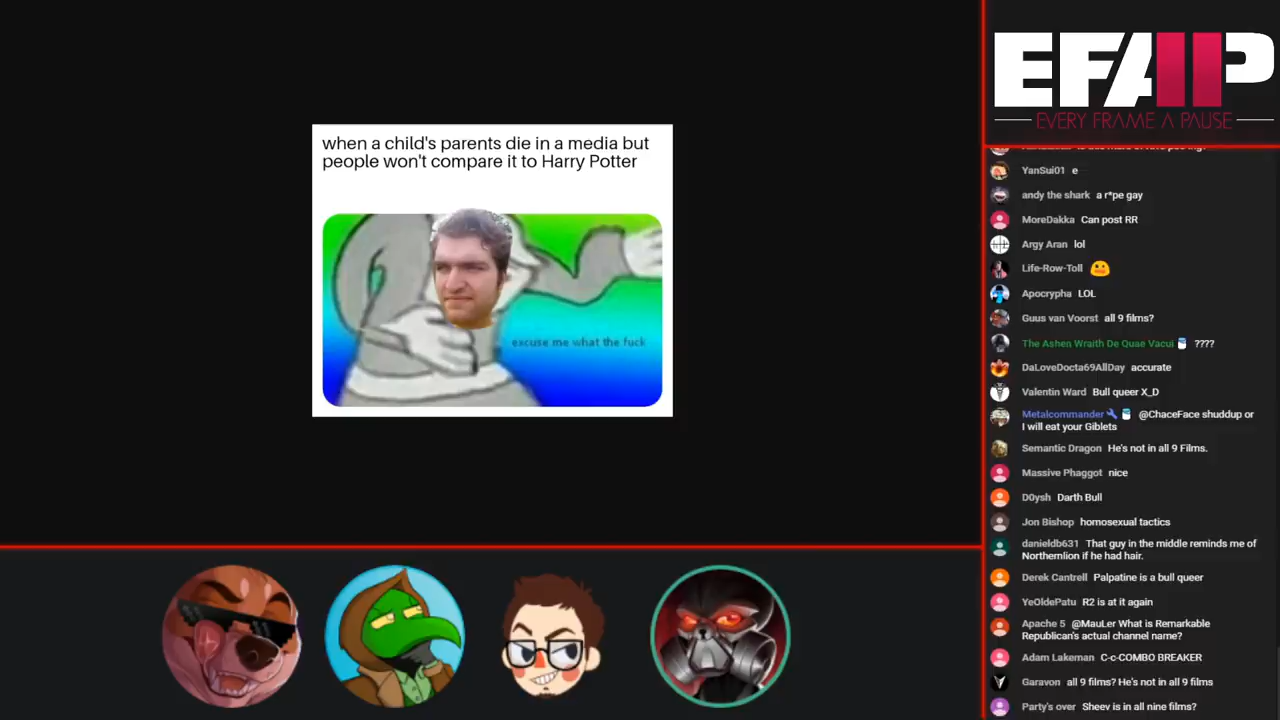 when a child's parents die in a media but
people won't compare it to Harry Potter
excuse me what the fuck
EFAP
EVERY FRAME A PAUSE
YanSui01 e
andy the shark a r*pe gay
MoreDakka Can post RR
Argy Aran lol
Life-Row-Toll
Apocrypha LOL
Guus van Voorst all 9 films?
The Ashen Wraith De Quae Vacui ????
DaLoveDocta69AllDay accurate
Valentin Ward Bull queer X_D
Metalcommander @ChaceFace shuddup or
I will eat your Giblets
Semantic Dragon He's not in all 9 Films.
Massive Phaggot nice
D0ysh Darth Bull
Jon Bishop homosexual tactics
danieldb631 That guy in the middle reminds me of
Northernlion if he had hair.
Derek Cantrell Palpatine is a bull queer
YeOldePatu R2 is at it again
Apache 5 @MauLer What is Remarkable
Republican's actual channel name?
Adam Lakeman C-c-COMBO BREAKER
Garavon all 9 films? He's not in all 9 films
Party's over Sheev is in all nine films?